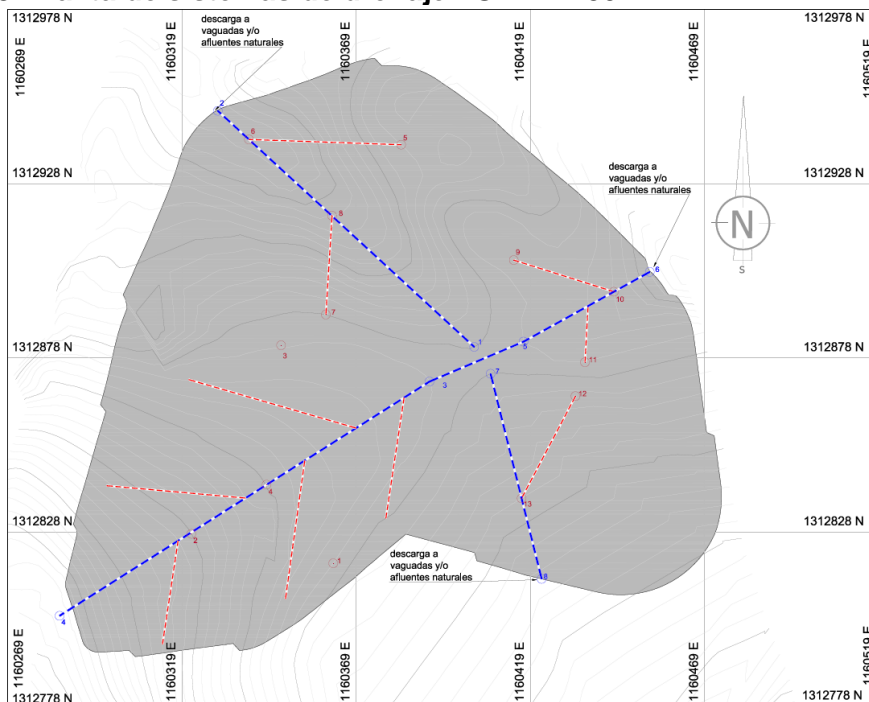 1312978 N
1312978 N
1160269 E
1160319 E
1160369 E
1160419 E
1160469 E
1160519 E
descarga a
vaguadas y/o
afluentes naturales
2
6
5
1312928 N
1312928 N
descarga a
vaguadas y/o
afluentes naturales
8
N
S
9
6
10
7
1312878 N
1312878 N
3
1
5
11
7
3
12
4
13
1312828 N
1312828 N
2
1
descarga a
vaguadas y/o
afluentes naturales
8
4
1160269 E
1160319 E
1160369 E
1160419 E
1160469 E
1160519 E
1312778 N
1312778 N